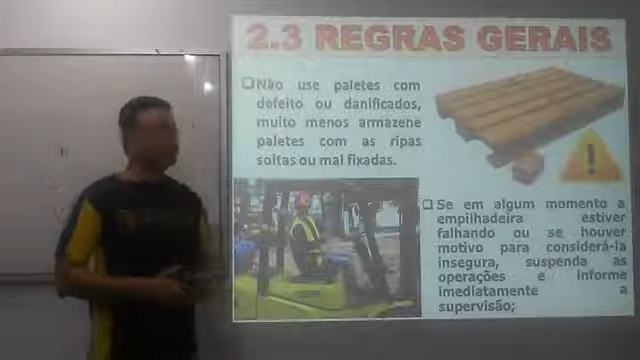 2.3 REGRAS GERAIS
❑Não use paletes com
defeito ou danificados,
muito menos armazene
paletes com as ripas
soltas ou mal fixadas.
❑ Se em algum momento a
empilhadeira estiver
falhando ou se houver
motivo para considerá-la
insegura, suspenda as
operações e informe
imediatamente a
supervisão;